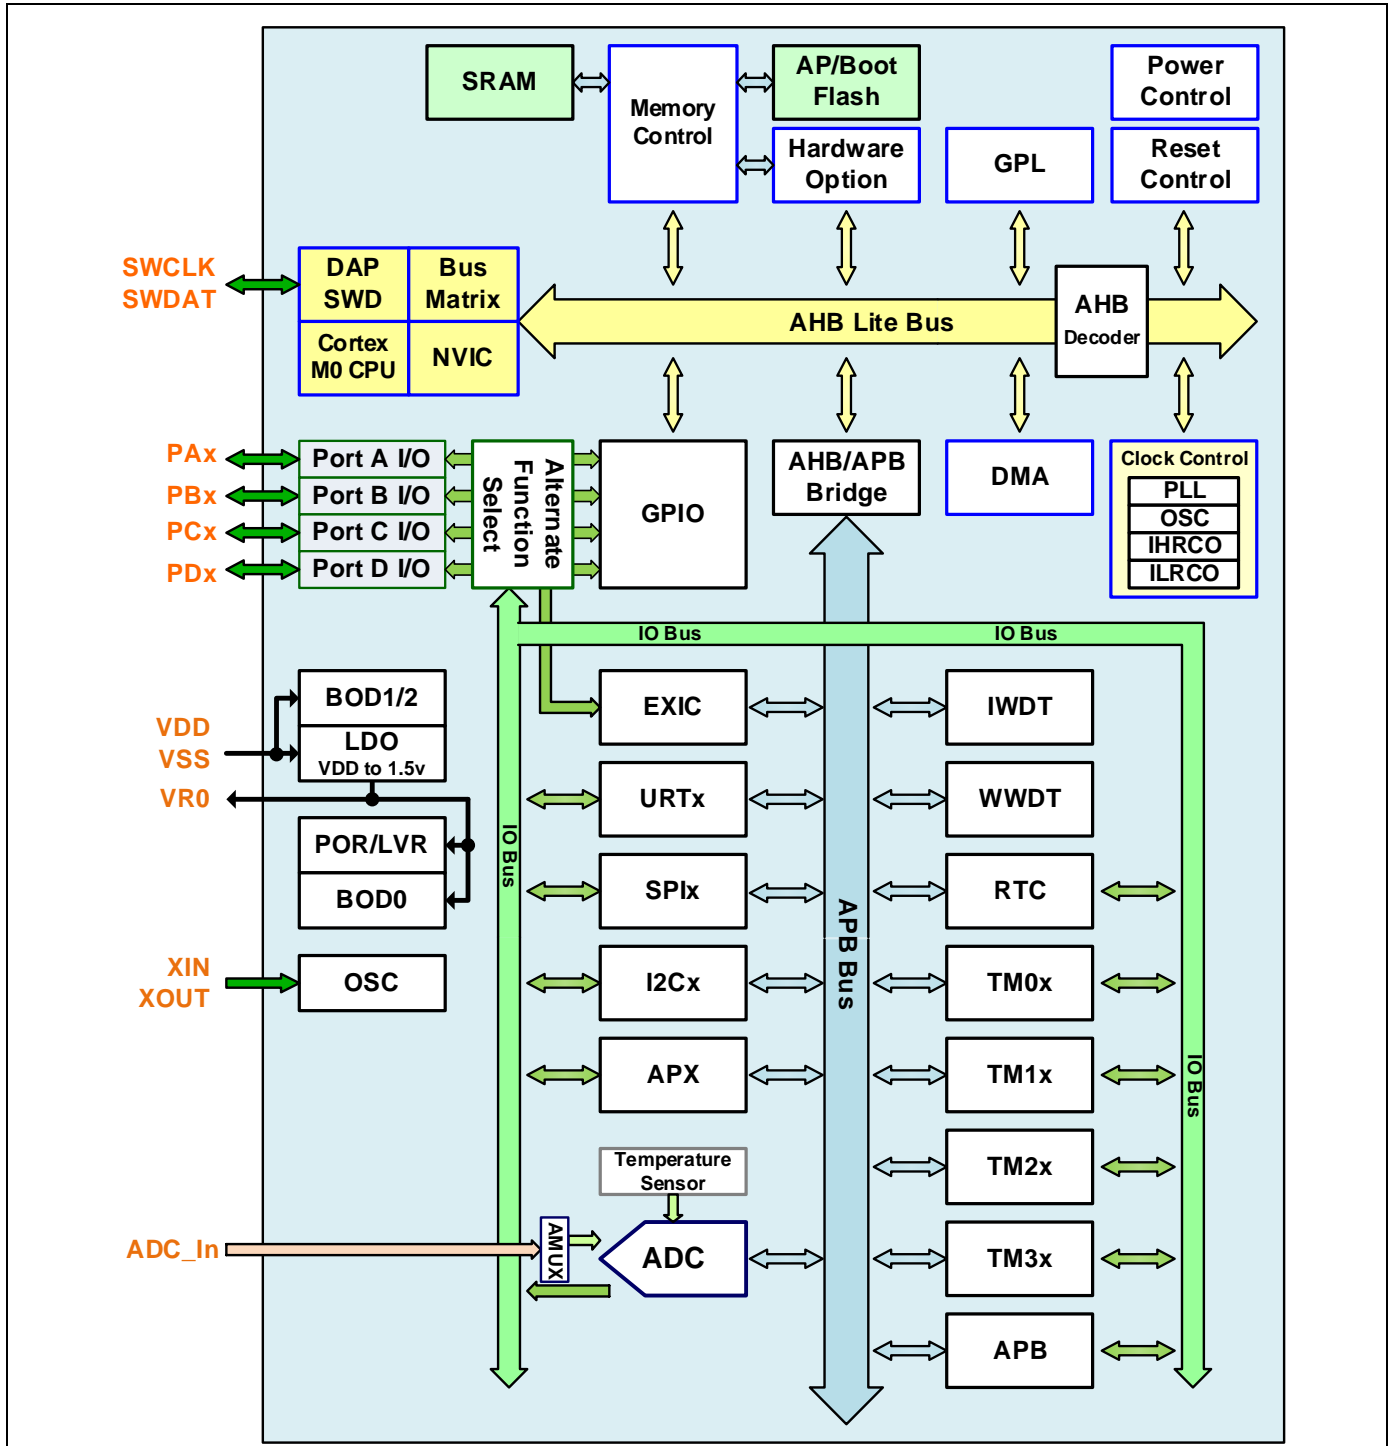 SRAM
Memory
Control
AP/Boot
Flash
Power
Control
Hardware
Option
GPL
Reset
Control
SWCLK
SWDAT
DAP
SWD
Bus
Matrix
Cortex
M0 CPU
NVIC
AHB Lite Bus
AHB
Decoder
PAx
PBx
PCx
PDx
Port A I/O
Port B I/O
Port C I/O
Port D I/O
Alternate
Function
Select
GPIO
AHB/APB
Bridge
DMA
Clock Control
PLL
OSC
IHRCO
ILRCO
IO Bus
IO Bus
VDD
VSS
VR0
BOD1/2
LDO
VDD to 1.5v
POR/LVR
BOD0
XIN
XOUT
OSC
IO Bus
EXIC
URTx
SPIx
I2Cx
APX
Temperature
Sensor
ADC_In
AMUX
ADC
APB Bus
IWDT
WWDT
RTC
TM0x
TM1x
TM2x
TM3x
APB
IO Bus